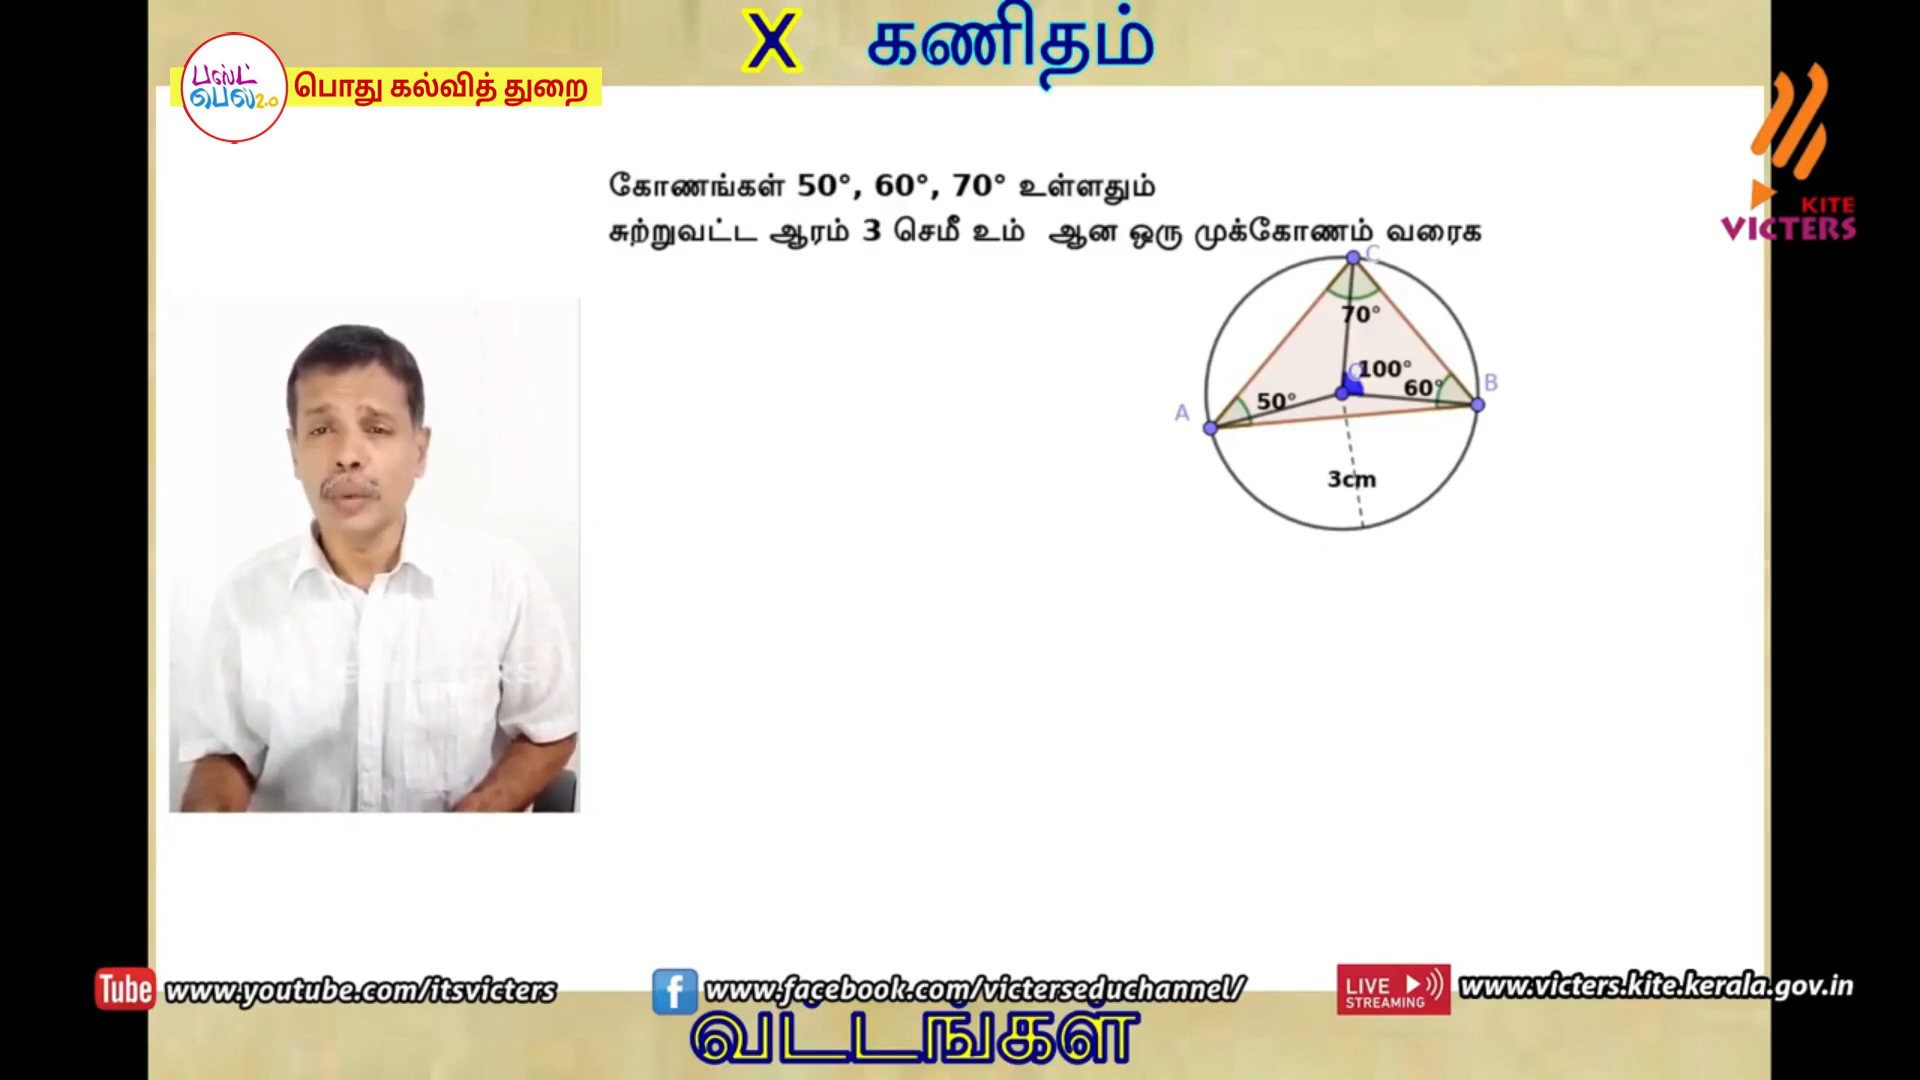 X கணிதம்
பஸ்ட்
பெல் 2.0
பொது கல்வித் துறை
KITE
VICTERS
கோணங்கள் 50°, 60°, 70° உள்ளதும்
சுற்றுவட்ட ஆரம் 3 செமீ உம் ஆன ஒரு முக்கோணம் வரைக
C
70°
100°
60°
B
50°
A
3cm
Tube www.youtube.com/itsvicters
f www.facebook.com/victerseduchannel/
LIVE
STREAMING
www.victers.kite.kerala.gov.in
வட்டங்கள்